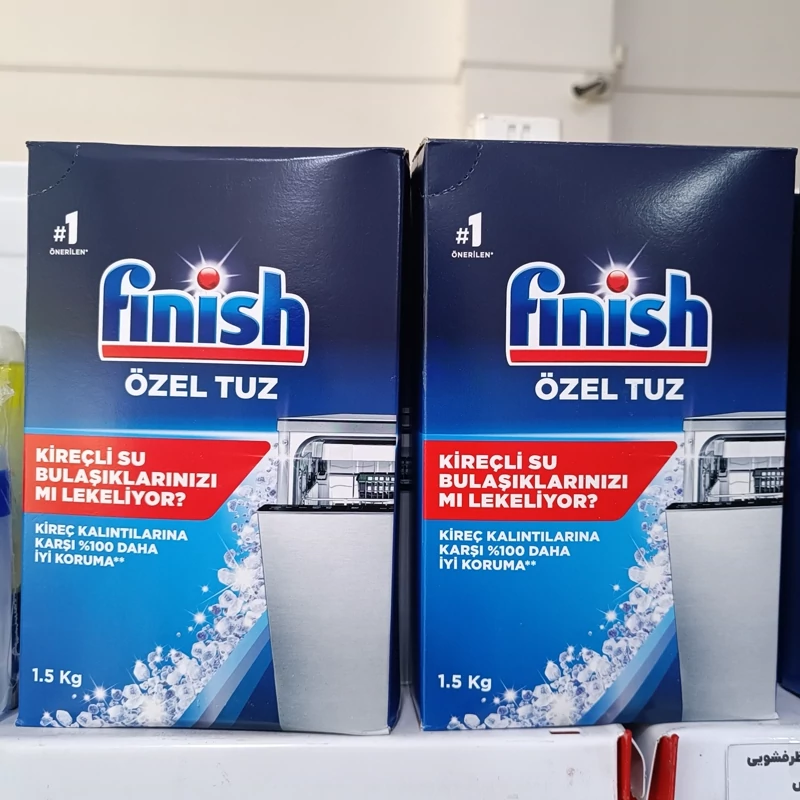 #1
ÖNERİLEN*
finish
ÖZEL TUZ
KİREÇLİ SU
BULAŞIKLARINIZI
MI LEKELİYOR?
KİREÇ KALINTILARINA
KARŞI %100 DAHA
İYİ KORUMA**
1.5 Kg
#1
ÖNERİLEN*
finish
ÖZEL TUZ
KİREÇLİ SU
BULAŞIKLARINIZI
MI LEKELİYOR?
KİREÇ KALINTILARINA
KARŞI %100 DAHA
İYİ KORUMA**
1.5 Kg
ظرفشویی